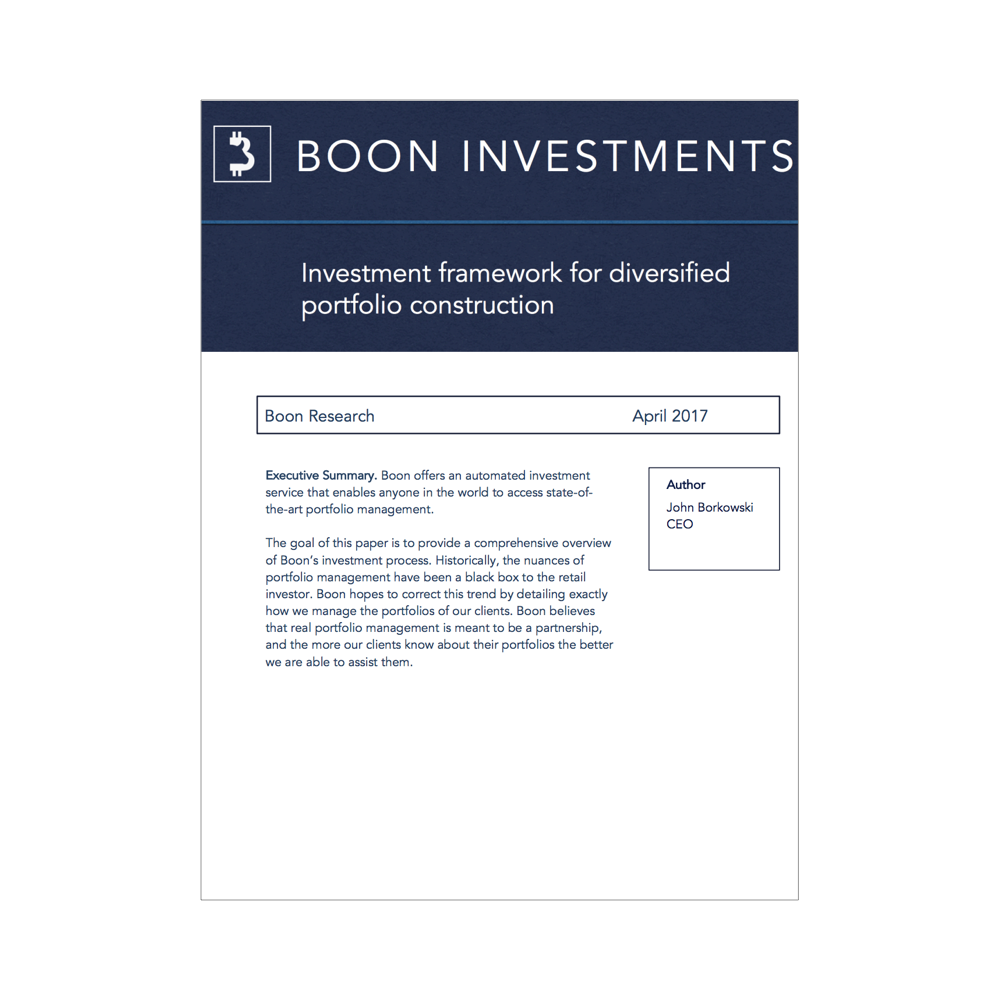 BOON INVESTMENTS
Investment framework for diversified
portfolio construction
Boon Research April 2017
Executive Summary. Boon offers an automated investment
service that enables anyone in the world to access state-of-
the-art portfolio management.
The goal of this paper is to provide a comprehensive overview
of Boon’s investment process. Historically, the nuances of
portfolio management have been a black box to the retail
investor. Boon hopes to correct this trend by detailing exactly
how we manage the portfolios of our clients. Boon believes
that real portfolio management is meant to be a partnership,
and the more our clients know about their portfolios the better
we are able to assist them.
Author
John Borkowski
CEO